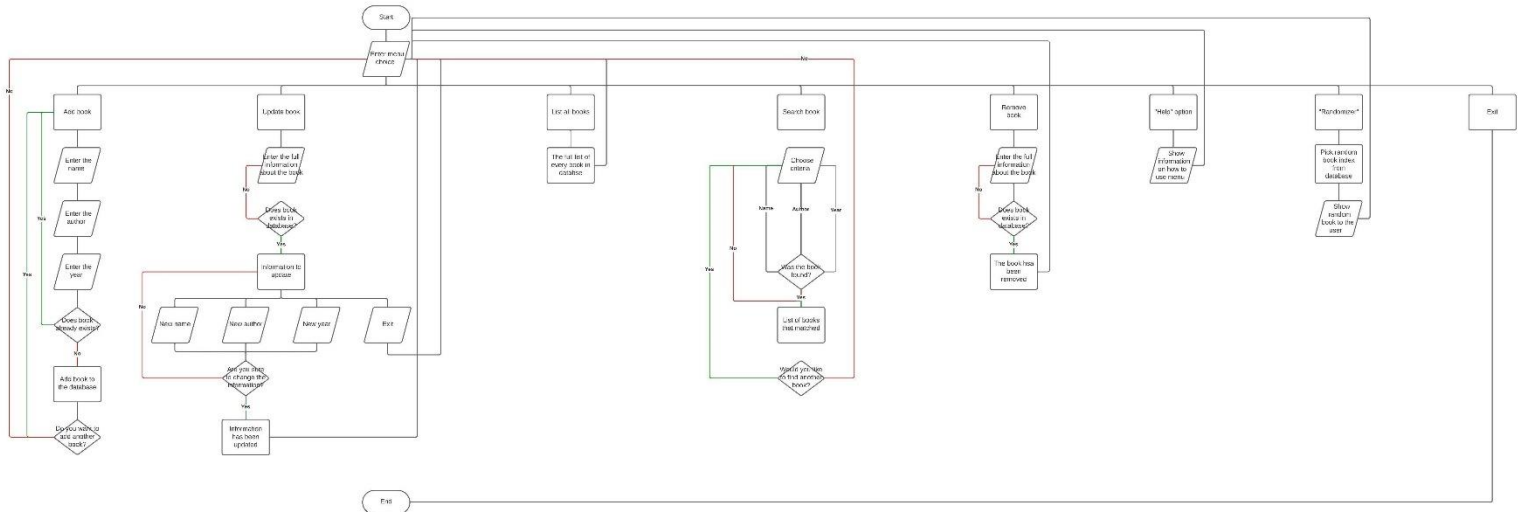 Start
Enter menu
choice
No
No
Add book
Update book
List all books
Search book
Remove
book
"Help" option
"Randomizer"
Exit
Enter the
name
Enter the full
information
about the book
The full list of
every book in
databse
Choose
criteria
Enter the full
information
about the book
Show
information
on how to
use menu
Pick random
book index
from
database
No
No
Yes
Enter the
author
Does book
exists in
database?
Name
Author
Year
Does book
exists in
database?
Show
random
book to the
user
Yes
No
Yes
Yes
Enter the
year
Information to
update
Yes
Was the book
found?
The book has
been
removed
No
Yes
Does book
already exists?
New name
New author
New year
Exit
List of books
that matched
No
Add book to
the database
Are you sure
to change the
information?
Would you like
to find another
book?
Yes
Do you want to
add another
book?
Information
has been
updated
End